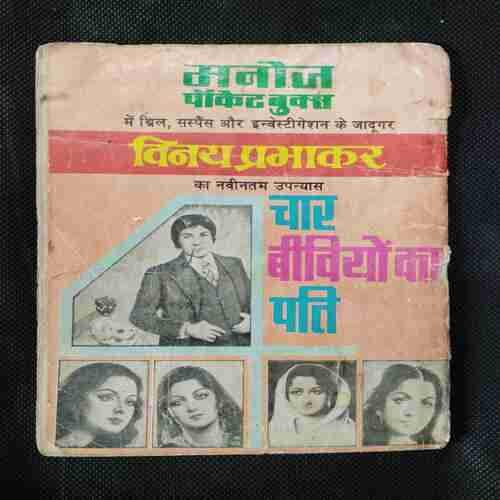 मनोज
पॉकेट बुक्स
में थ्रिल, सस्पैंस और इन्वेस्टीगेशन के जादूगर
विनय प्रभाकर
का नवीनतम उपन्यास
चार
बीवियों का
पति